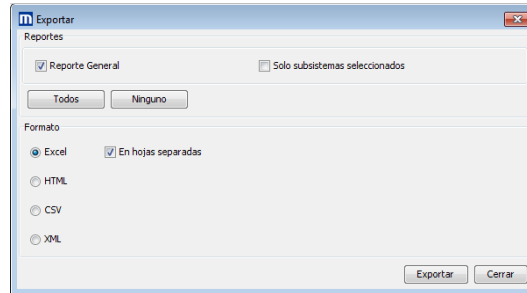 Exportar
Reportes
Reporte General Solo subsistemas seleccionados
Todos Ninguno
Formato
Excel En hojas separadas
HTML
CSV
XML
Exportar Cerrar